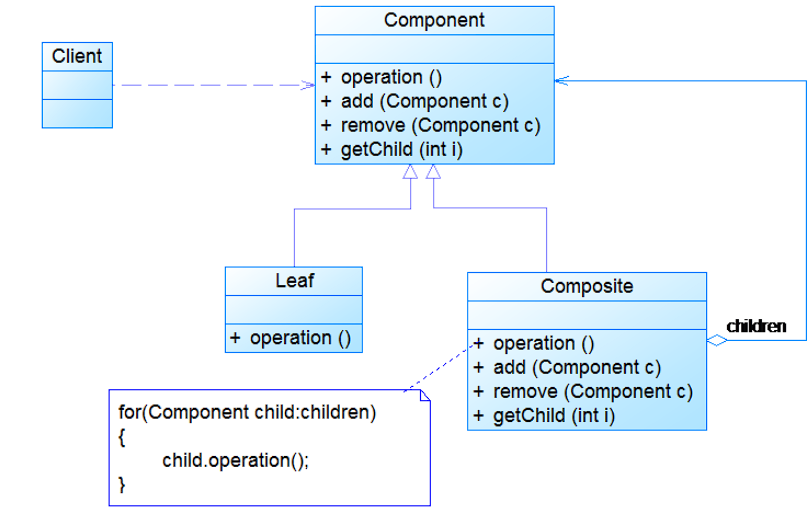 Component
+ operation ()
+ add (Component c)
+ remove (Component c)
+ getChild (int i)
Client
Leaf
+ operation ()
Composite
+ operation ()
+ add (Component c)
+ remove (Component c)
+ getChild (int i)
children
for(Component child:children)
{
child.operation();
}